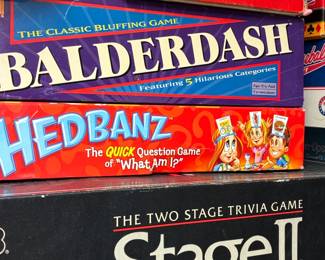 THE CLASSIC BLUFFING GAME
BALDERDASH
Featuring 5 Hilarious Categories
HEDBANZ
The QUICK Question Game
of "What Am I?"
THE TWO STAGE TRIVIA GAME
Stage II